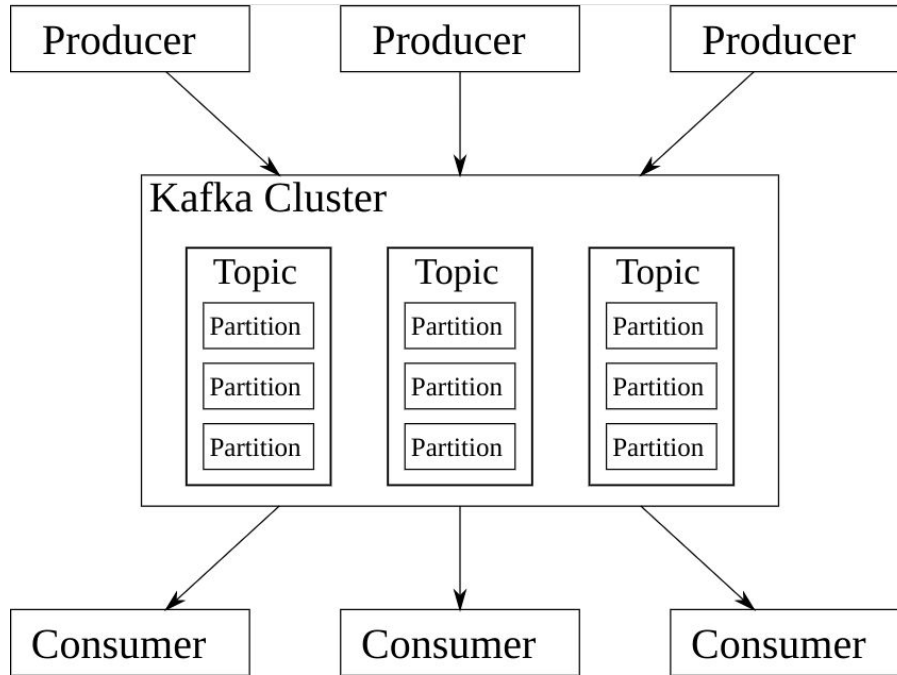 Producer Producer Producer
Kafka Cluster
Topic Topic Topic
Partition Partition Partition
Partition Partition Partition
Partition Partition Partition
Consumer Consumer Consumer